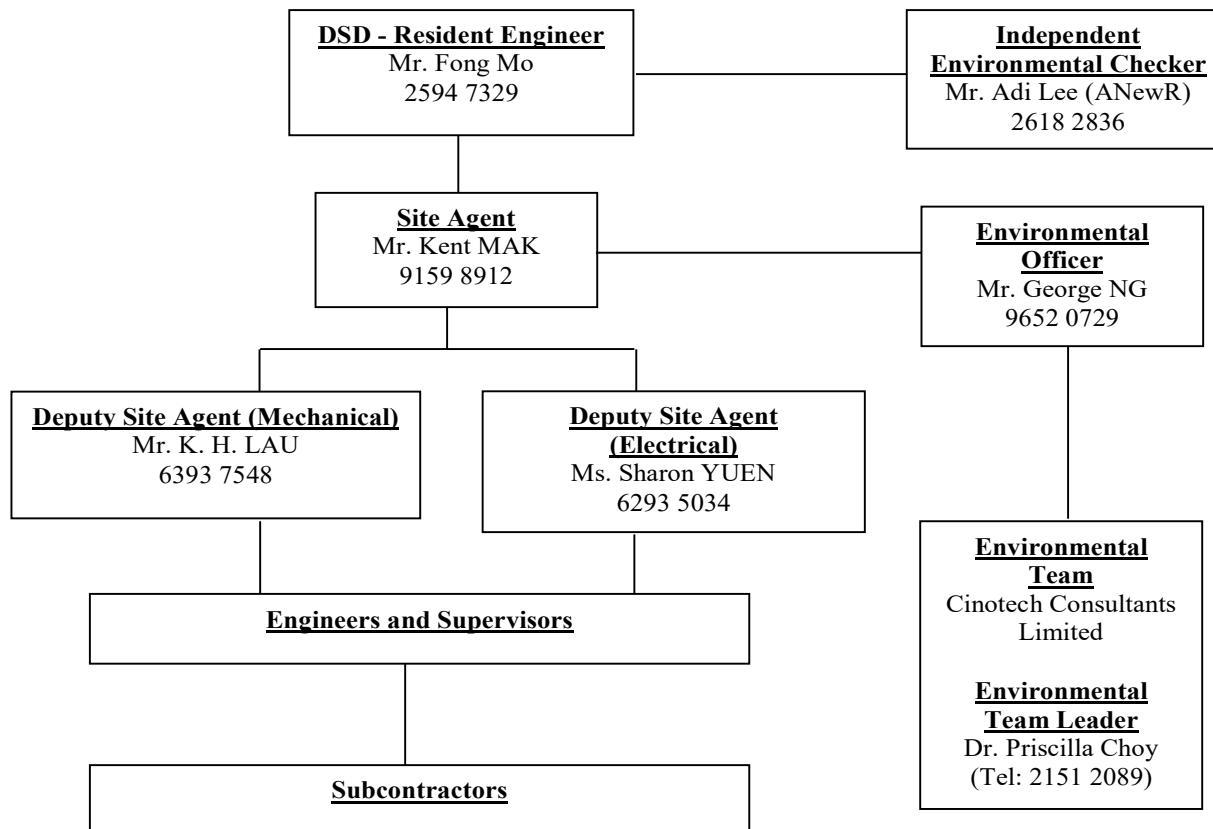 DSD - Resident Engineer
Mr. Fong Mo
2594 7329
Independent
Environmental Checker
Mr. Adi Lee (ANewR)
2618 2836
Site Agent
Mr. Kent MAK
9159 8912
Environmental
Officer
Mr. George NG
9652 0729
Deputy Site Agent (Mechanical)
Mr. K. H. LAU
6393 7548
Deputy Site Agent
(Electrical)
Ms. Sharon YUEN
6293 5034
Engineers and Supervisors
Environmental
Team
Cinotech Consultants
Limited
Environmental
Team Leader
Dr. Priscilla Choy
(Tel: 2151 2089)
Subcontractors